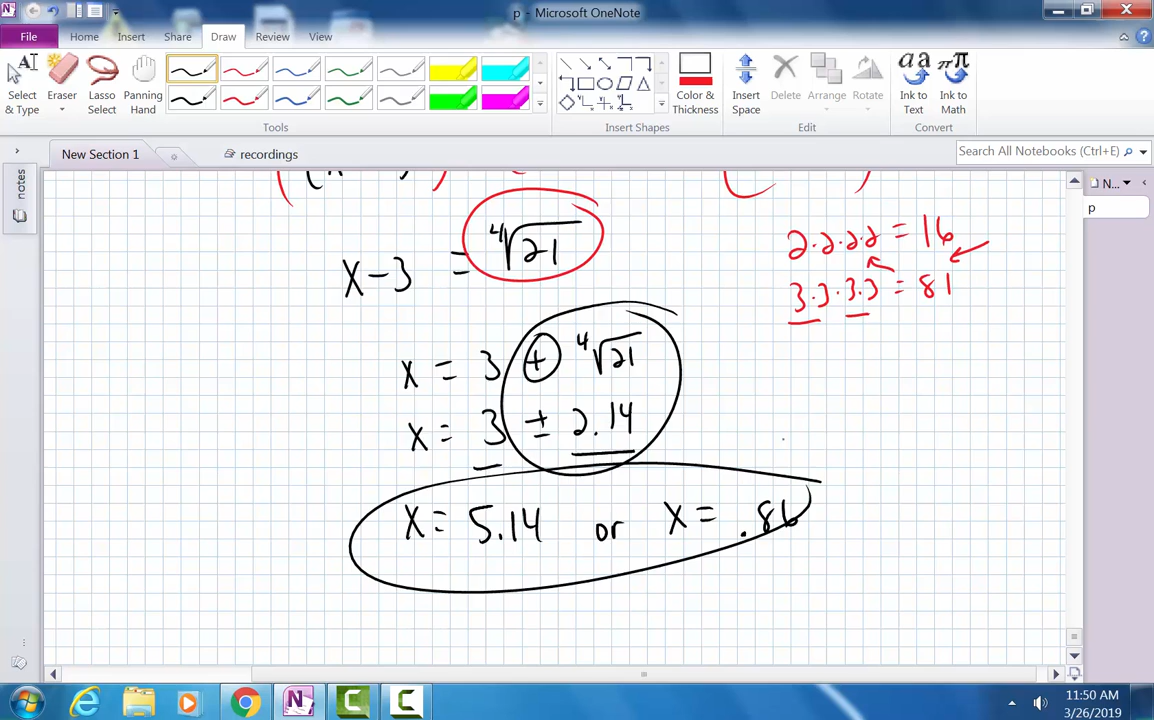 p - Microsoft OneNote
File Home Insert Share Draw Review View
Select & Type Eraser Lasso Select Panning Hand Color & Thickness Insert Space Delete Arrange Rotate Ink to Text Ink to Math
Tools Insert Shapes Edit Convert
New Section 1 recordings Search All Notebooks (Ctrl+E)
notes
N...
p
x-3 = ∜21
2·2·2·2 = 16
3·3·3·3 = 81
x = 3 ± ∜21
x = 3 ± 2.14
x = 5.14 or x = .86
11:50 AM
3/26/2019